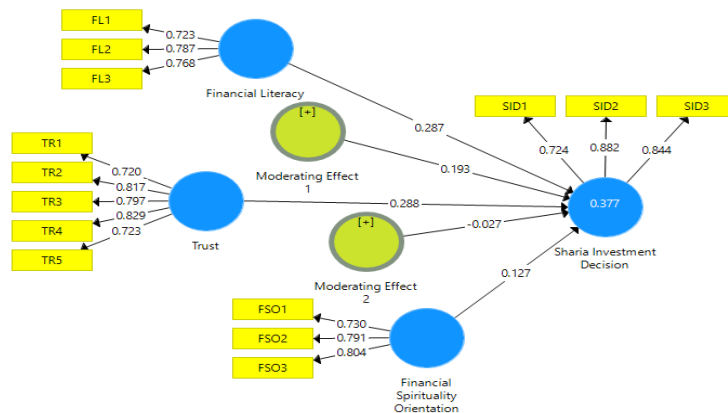 FL1
0.723
FL2
0.787
FL3
0.768
Financial Literacy
[+]
Moderating Effect
1
TR1
0.720
TR2
0.817
TR3
0.797
TR4
0.829
TR5
0.723
Trust
0.287
0.193
0.288
-0.027
0.127
SID1
SID2
SID3
0.724
0.882
0.844
0.377
Sharia Investment
Decision
[+]
Moderating Effect
2
FSO1
0.730
FSO2
0.791
FSO3
0.804
Financial
Spirituality
Orientation